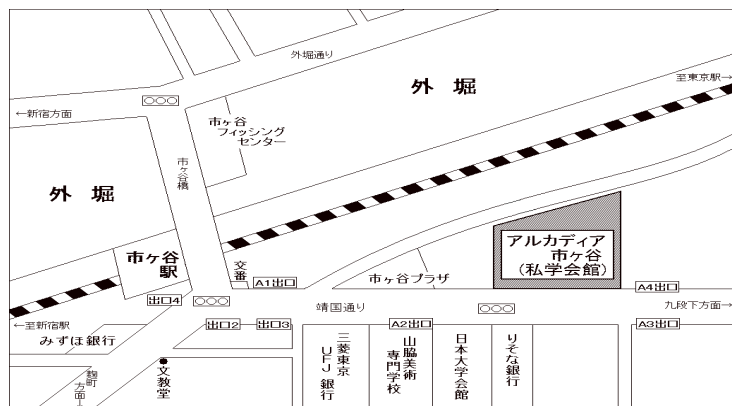 外堀通り
外 堀
至東京駅→
←新宿方面
市ヶ谷
フィッシング
センター
市ヶ谷橋
外 堀
市ヶ谷
駅
交番
A1出口
市ヶ谷プラザ
アルカディア
市ヶ谷
(私学会館)
A4出口
出口4
靖国通り
九段下方面→
←至新宿駅
出口2
出口3
A2出口
A3出口
みずほ銀行
三菱東京
UFJ銀行
山脇美術
専門学校
日本大学会館
りそな銀行
麹町
方面↓
文教堂